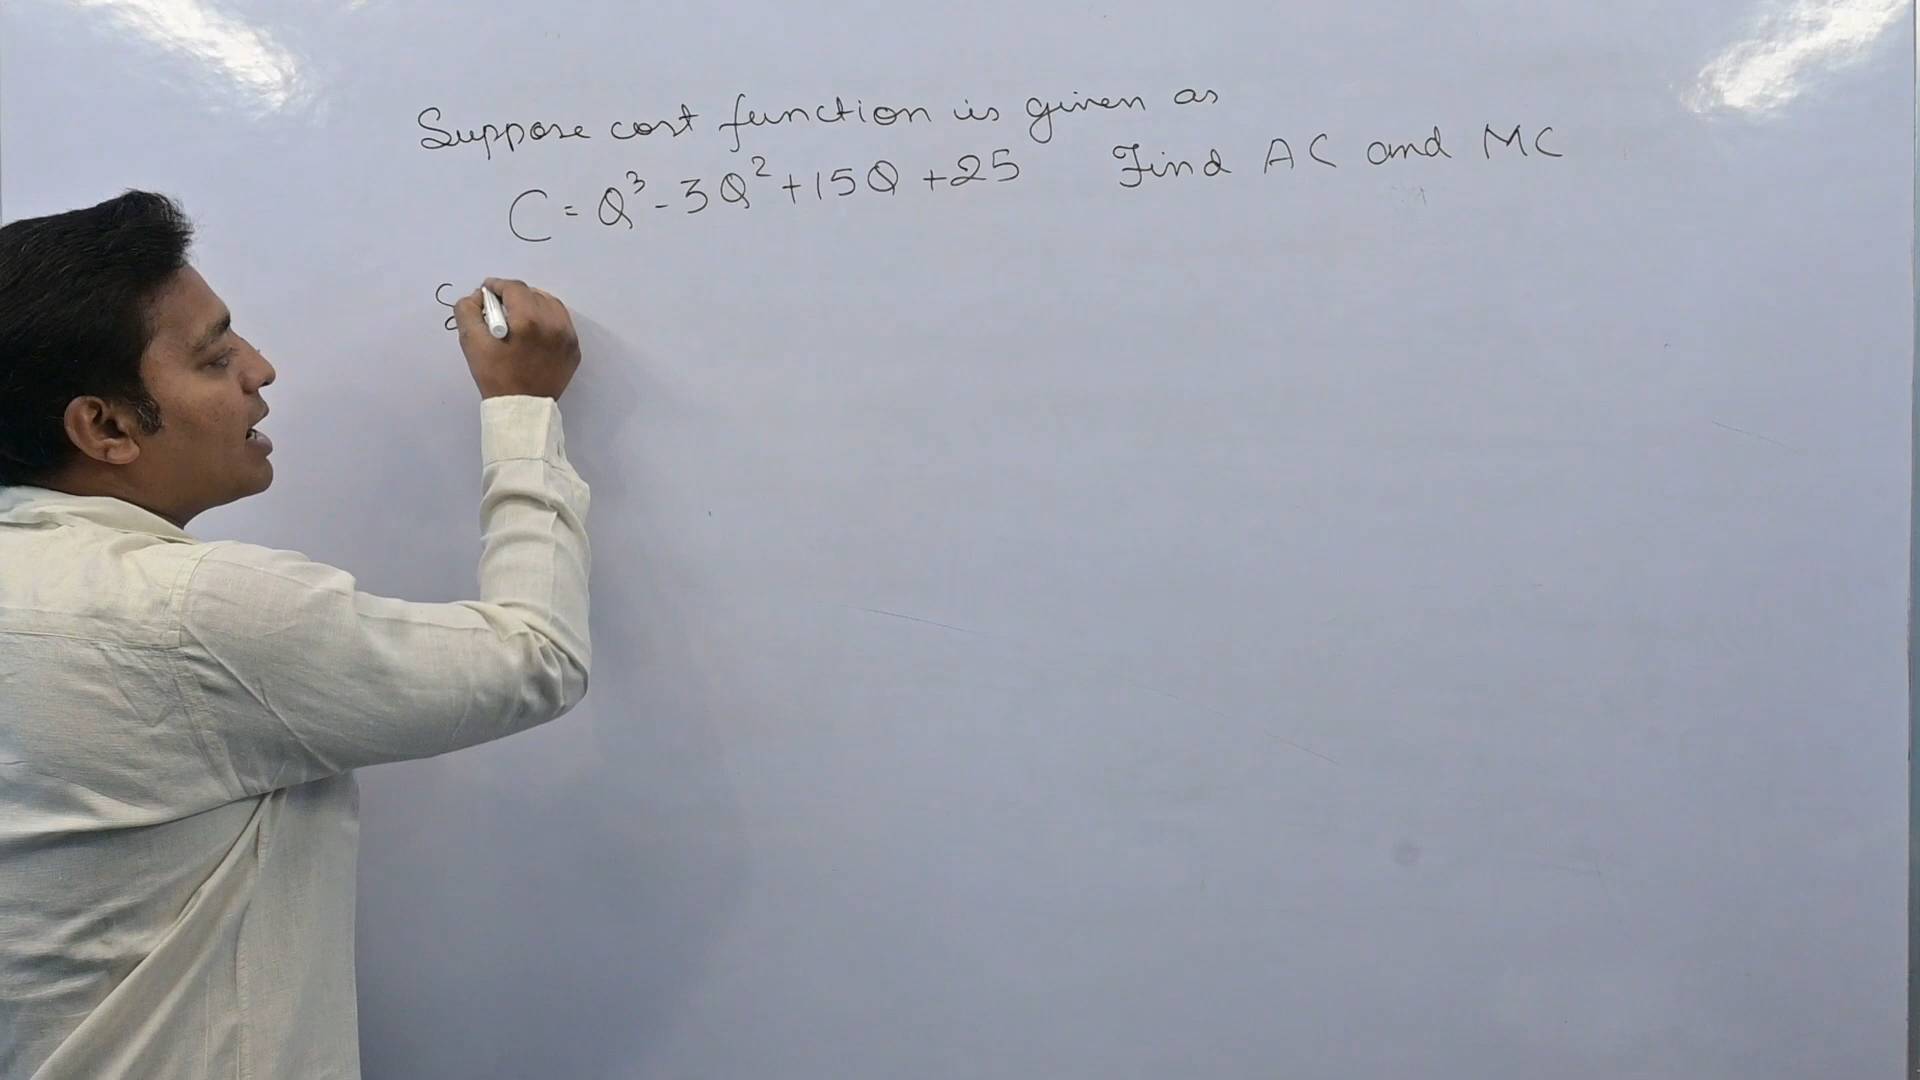 Suppose cost function is given as
C = Q³ - 3Q² + 15Q + 25 Find AC and MC
S